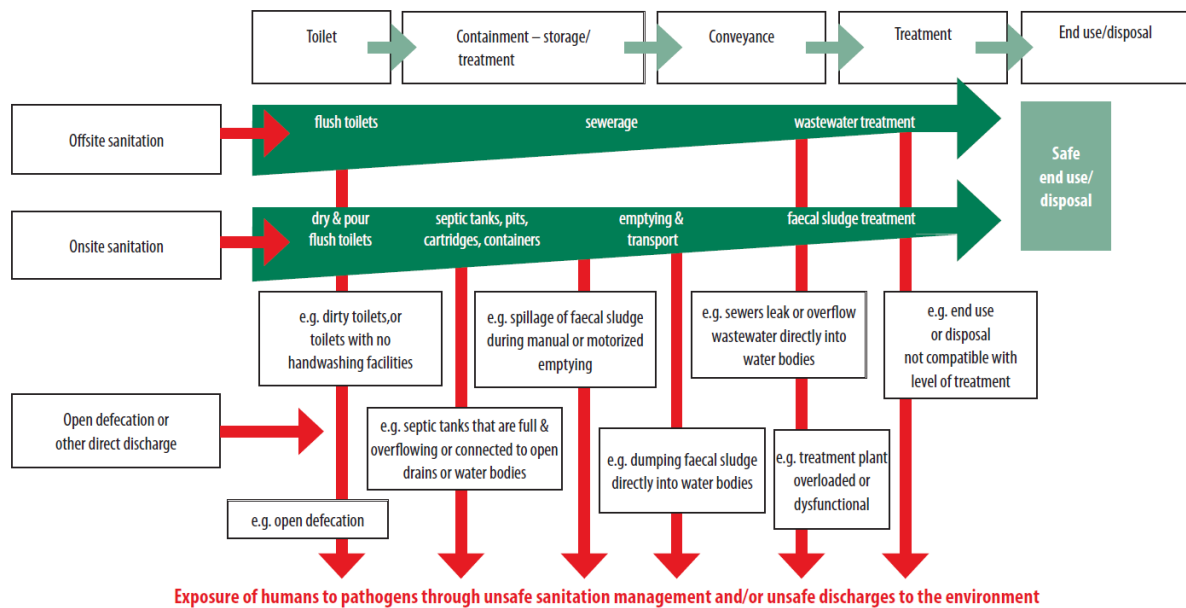 Toilet
Containment – storage/
treatment
Conveyance
Treatment
End use/disposal
Offsite sanitation
flush toilets
sewerage
wastewater treatment
Safe
end use/
disposal
Onsite sanitation
dry & pour
flush toilets
septic tanks, pits,
cartridges, containers
emptying &
transport
faecal sludge treatment
e.g. dirty toilets,or
toilets with no
handwashing facilities
e.g. spillage of faecal sludge
during manual or motorized
emptying
e.g. sewers leak or overflow
wastewater directly into
water bodies
e.g. end use
or disposal
not compatible with
level of treatment
Open defecation or
other direct discharge
e.g. septic tanks that are full &
overflowing or connected to open
drains or water bodies
e.g. dumping faecal sludge
directly into water bodies
e.g. treatment plant
overloaded or
dysfunctional
e.g. open defecation
Exposure of humans to pathogens through unsafe sanitation management and/or unsafe discharges to the environment